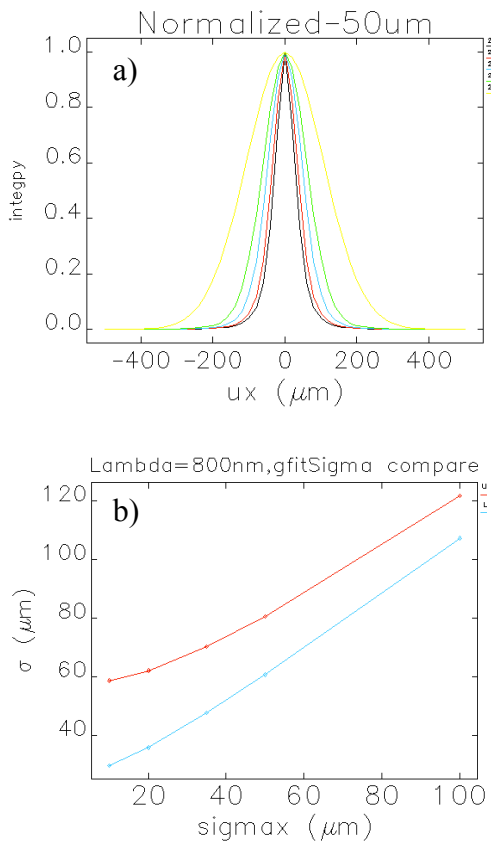 Normalized-50um
a)
1.0
0.8
0.6
0.4
0.2
0.0
integpy
-400 -200 0 200 400
ux (μm)
Lambda=800nm,gfitSigma compare
b)
120
100
80
60
40
σ (μm)
20 40 60 80 100
sigmax (μm)